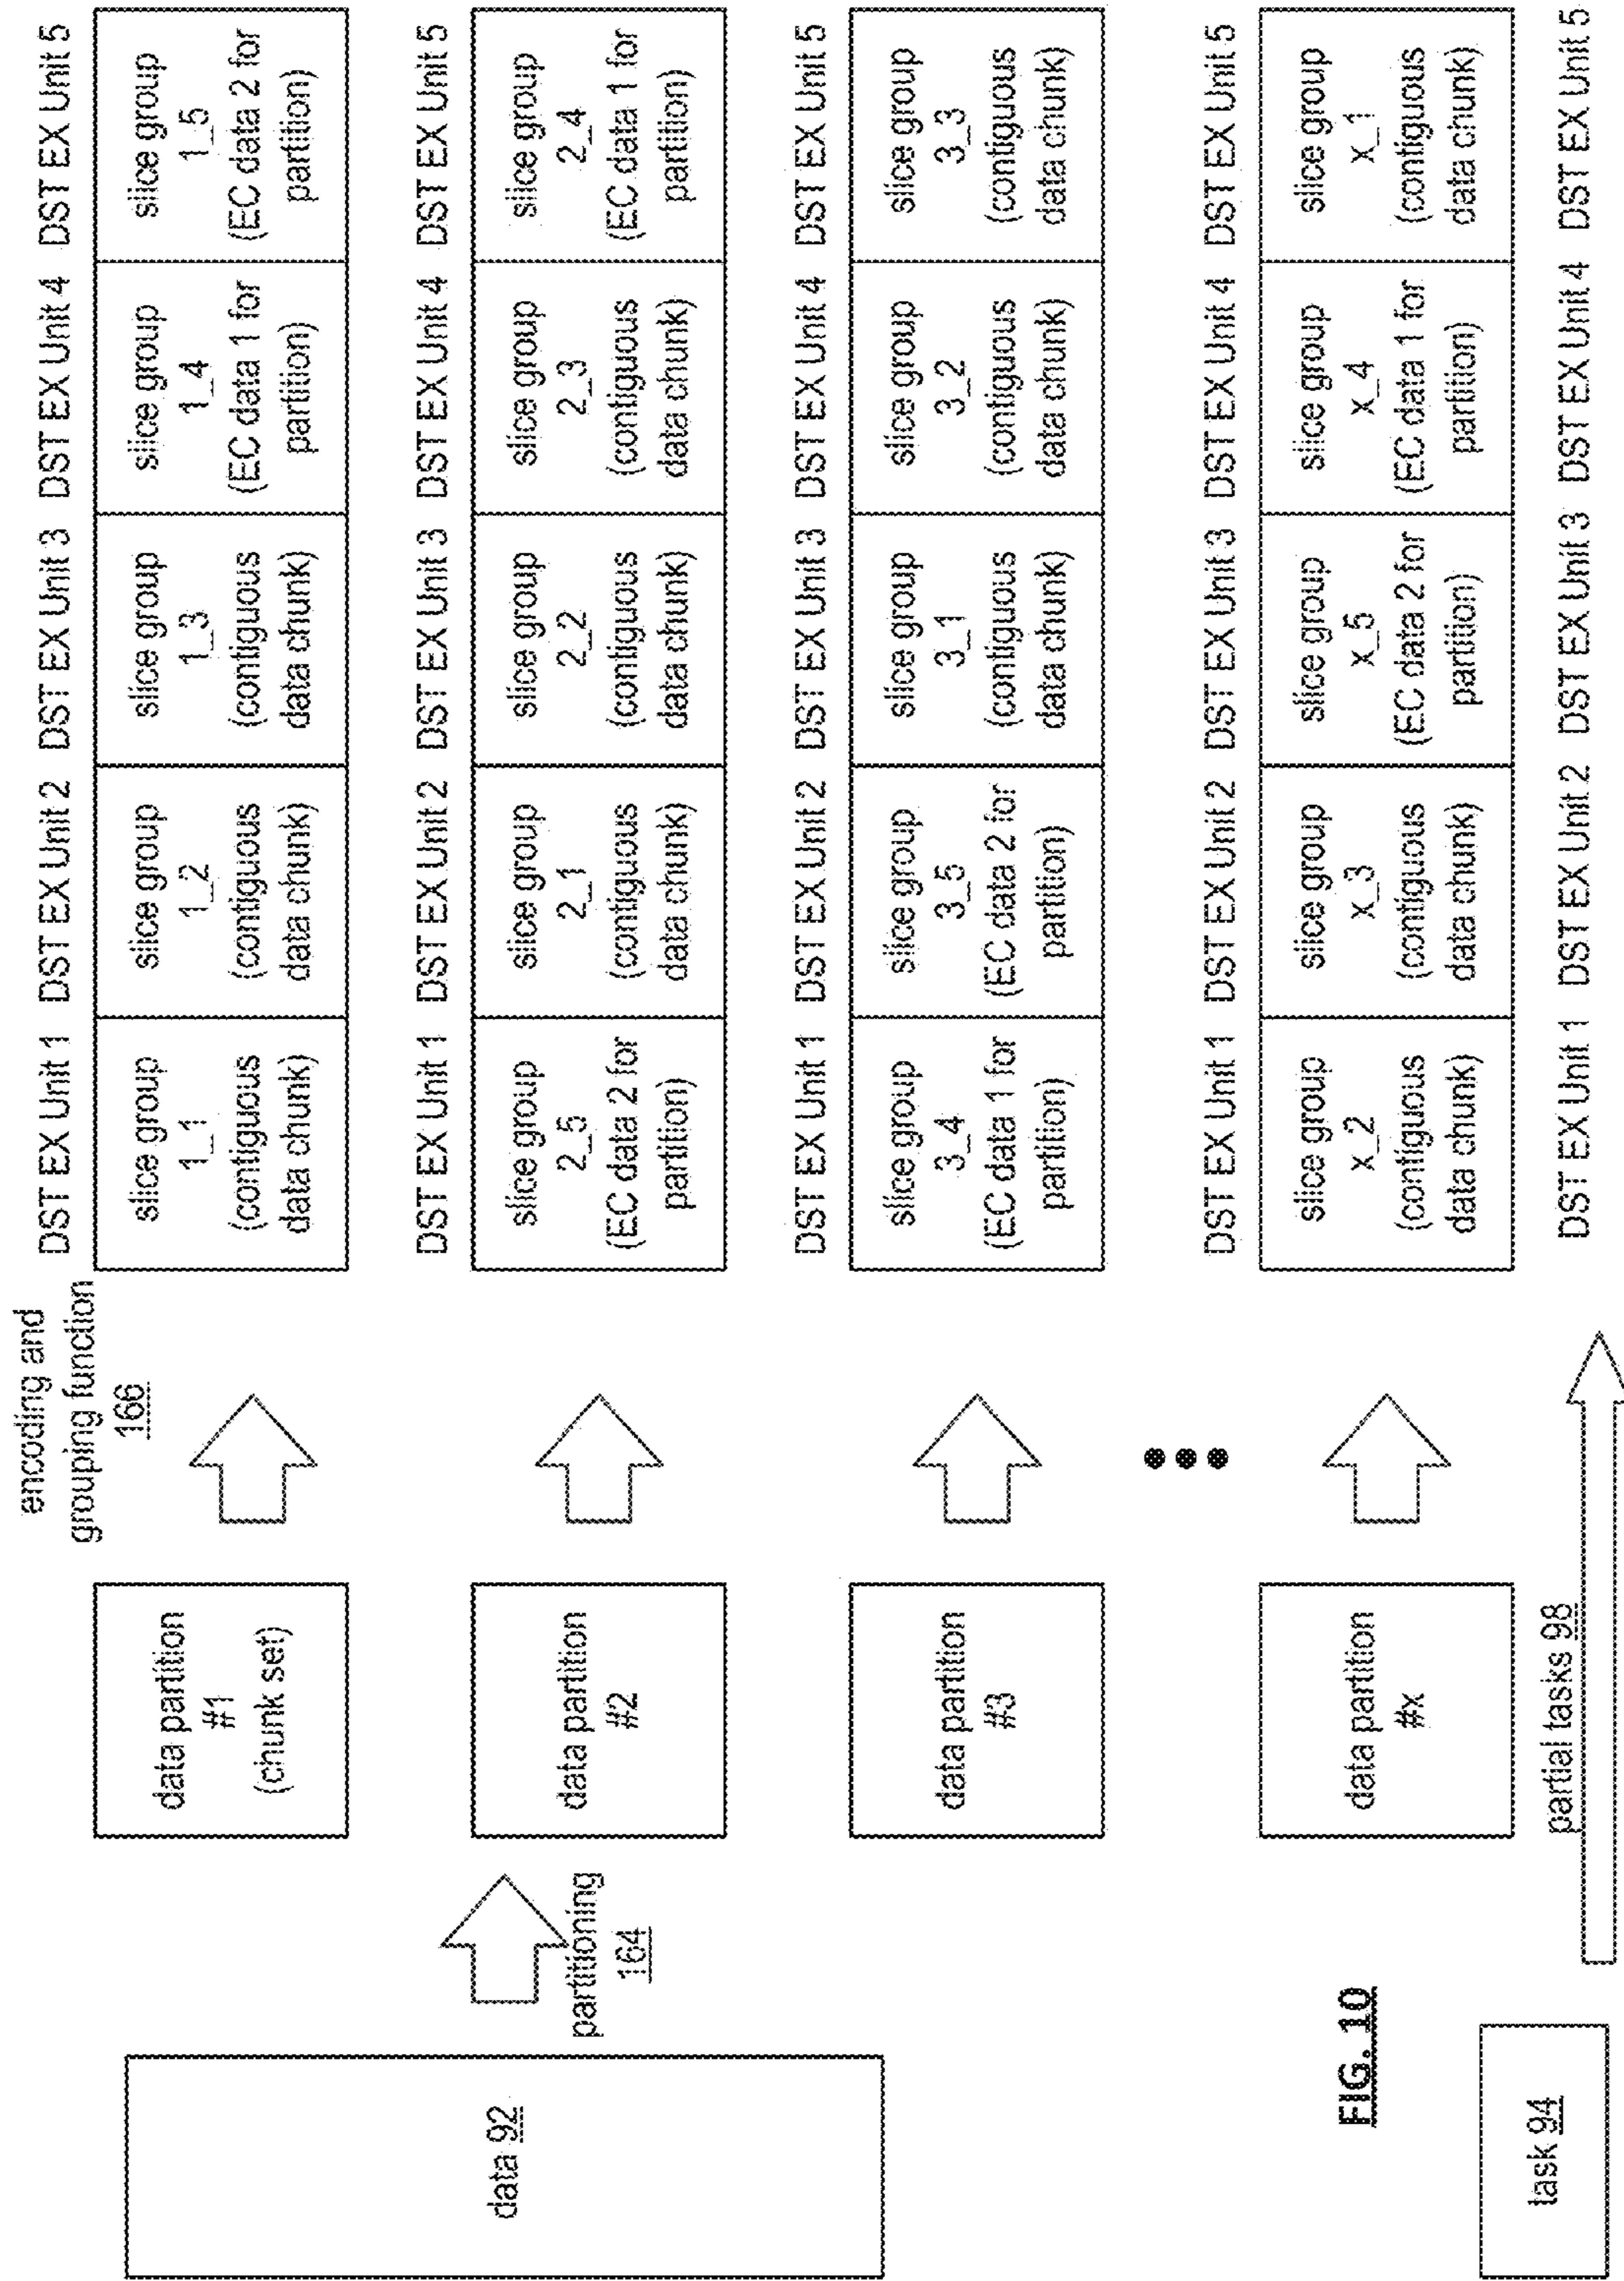 encoding and
grouping function
166
DST EX Unit 1 DST EX Unit 2 DST EX Unit 3 DST EX Unit 4 DST EX Unit 5
data 92
partitioning
164
data partition
#1
(chunk set)
slice group
1_1
(contiguous
data chunk)
slice group
1_2
(contiguous
data chunk)
slice group
1_3
(contiguous
data chunk)
slice group
1_4
(EC data 1 for
partition)
slice group
1_5
(EC data 2 for
partition)
DST EX Unit 1 DST EX Unit 2 DST EX Unit 3 DST EX Unit 4 DST EX Unit 5
data partition
#2
slice group
2_5
(EC data 2 for
partition)
slice group
2_1
(contiguous
data chunk)
slice group
2_2
(contiguous
data chunk)
slice group
2_3
(contiguous
data chunk)
slice group
2_4
(EC data 1 for
partition)
DST EX Unit 1 DST EX Unit 2 DST EX Unit 3 DST EX Unit 4 DST EX Unit 5
data partition
#3
slice group
3_4
(EC data 1 for
partition)
slice group
3_5
(EC data 2 for
partition)
slice group
3_1
(contiguous
data chunk)
slice group
3_2
(contiguous
data chunk)
slice group
3_3
(contiguous
data chunk)
DST EX Unit 1 DST EX Unit 2 DST EX Unit 3 DST EX Unit 4 DST EX Unit 5
data partition
#x
slice group
x_2
(contiguous
data chunk)
slice group
x_3
(contiguous
data chunk)
slice group
x_5
(EC data 2 for
partition)
slice group
x_4
(EC data 1 for
partition)
slice group
x_1
(contiguous
data chunk)
FIG. 10
task 94
partial tasks 98
DST EX Unit 1 DST EX Unit 2 DST EX Unit 3 DST EX Unit 4 DST EX Unit 5